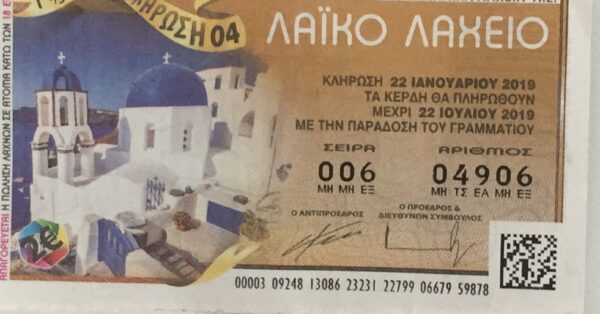 ΚΛΗΡΩΣΗ 04
ΛΑΪΚΟ ΛΑΧΕΙΟ
ΚΛΗΡΩΣΗ 22 ΙΑΝΟΥΑΡΙΟΥ 2019
ΤΑ ΚΕΡΔΗ ΘΑ ΠΛΗΡΩΘΟΥΝ
ΜΕΧΡΙ 22 ΙΟΥΛΙΟΥ 2019
ΜΕ ΤΗΝ ΠΑΡΑΔΟΣΗ ΤΟΥ ΓΡΑΜΜΑΤΙΟΥ
ΣΕΙΡΑ ΑΡΙΘΜΟΣ
006 04906
ΜΗ ΜΗ ΕΞ ΜΗ ΤΣ ΕΑ ΜΗ ΕΞ
Ο ΑΝΤΙΠΡΟΕΔΡΟΣ Ο ΠΡΟΕΔΡΟΣ &
ΔΙΕΥΘΥΝΩΝ ΣΥΜΒΟΥΛΟΣ
2€
00003 09248 13086 23231 22799 06679 59878
ΑΠΑΓΟΡΕΥΕΤΑΙ Η ΠΩΛΗΣΗ ΛΑΧΝΩΝ ΣΕ ΑΤΟΜΑ ΚΑΤΩ ΤΩΝ 18